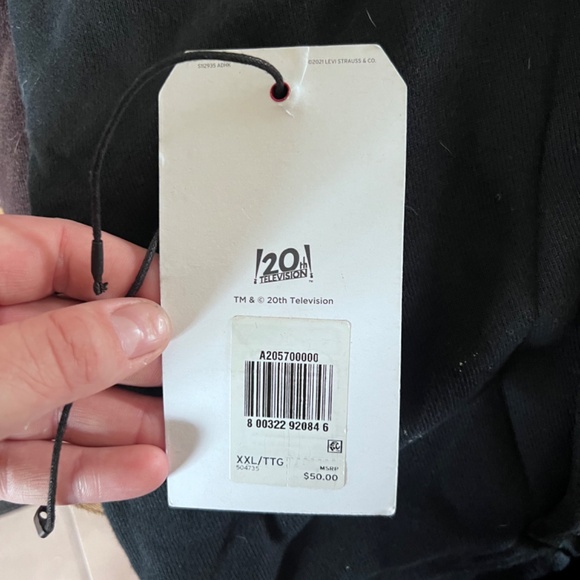 ©2021 LEVI STRAUSS & CO.
20th
TELEVISION
TM & © 20th Television
A205700000
8 00322 92084 6
XXL/TTG
504735
MSRP
$50.00